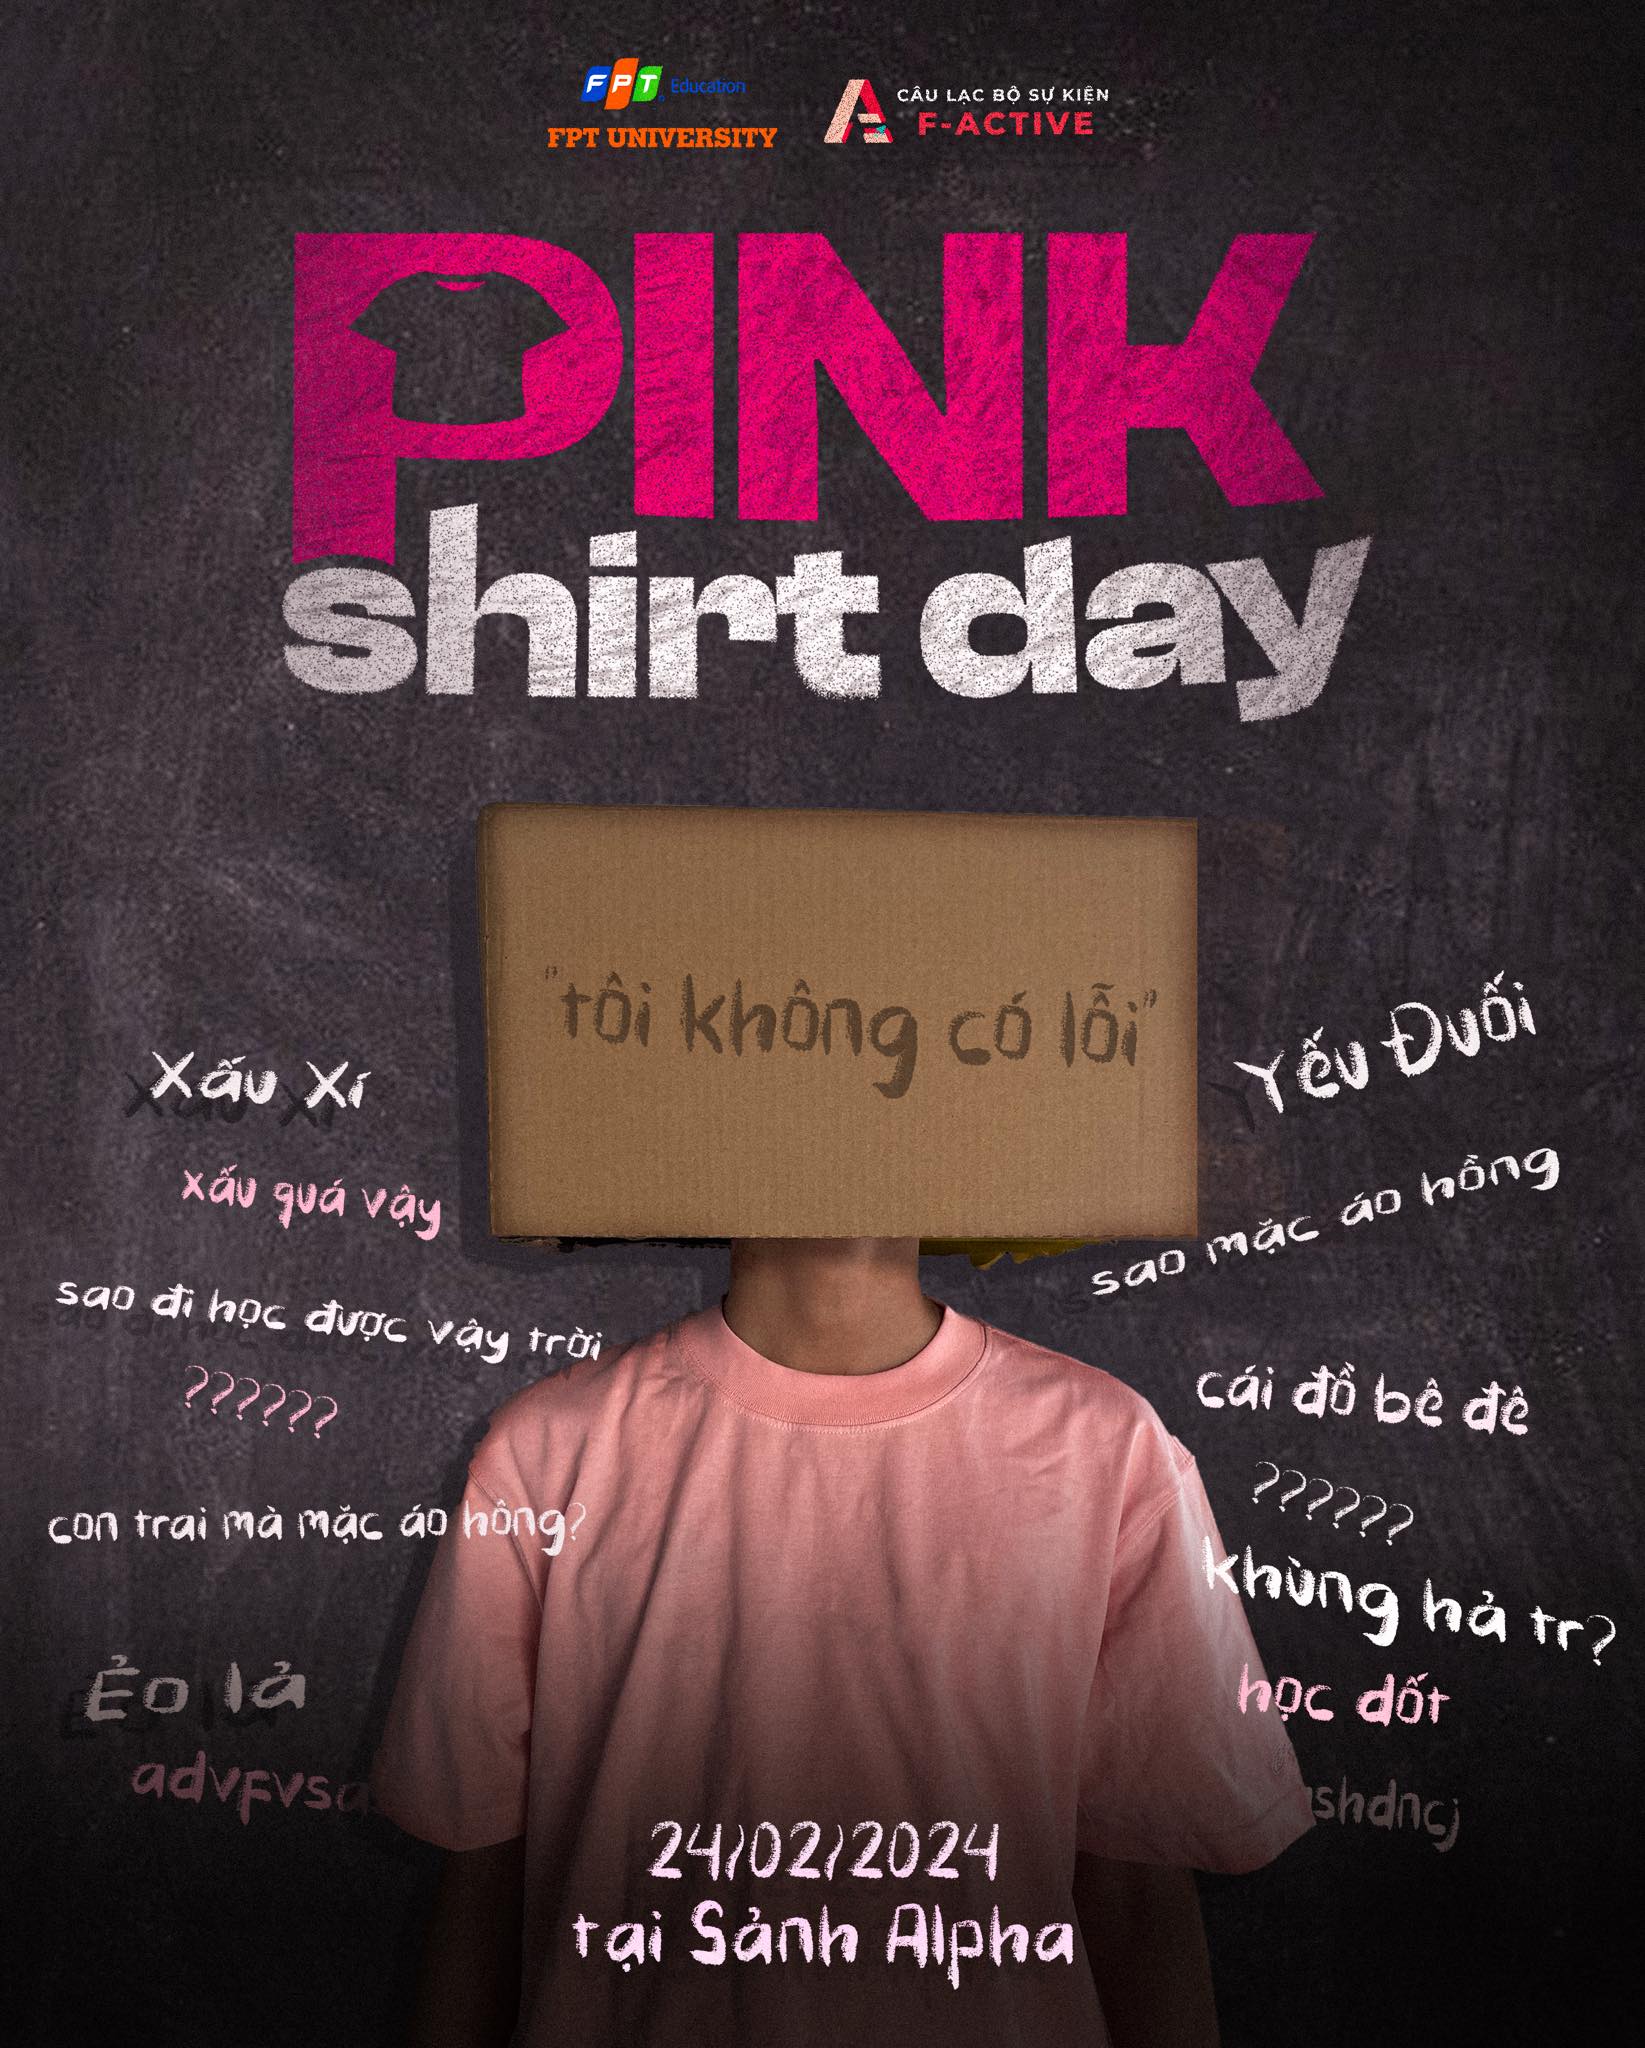 FPT Education
FPT UNIVERSITY
CÂU LẠC BỘ SỰ KIỆN
F-ACTIVE
PINK
shirt day
"tôi không có lỗi"
Xấu Xí
xấu quá vậy
sao đi học được vậy trời
??????
con trai mà mặc áo hồng?
Ẻo lả
advfvsa
Yếu Đuối
sao mặc áo hồng
cái đồ bê đê
??????
khùng hả tr?
học dốt
shdncj
24/02/2024
tại Sảnh Alpha